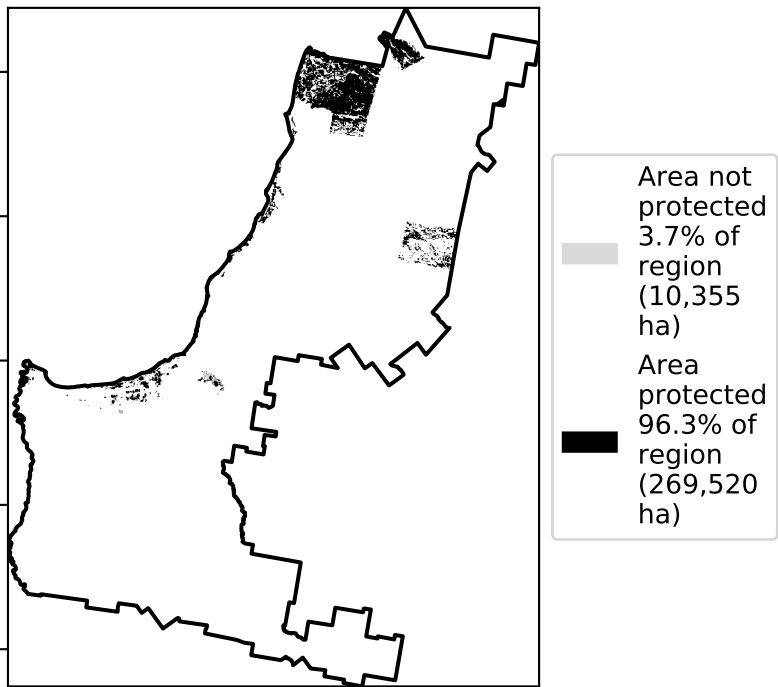 Area not
protected
3.7% of
region
(10,355
ha)
Area
protected
96.3% of
region
(269,520
ha)